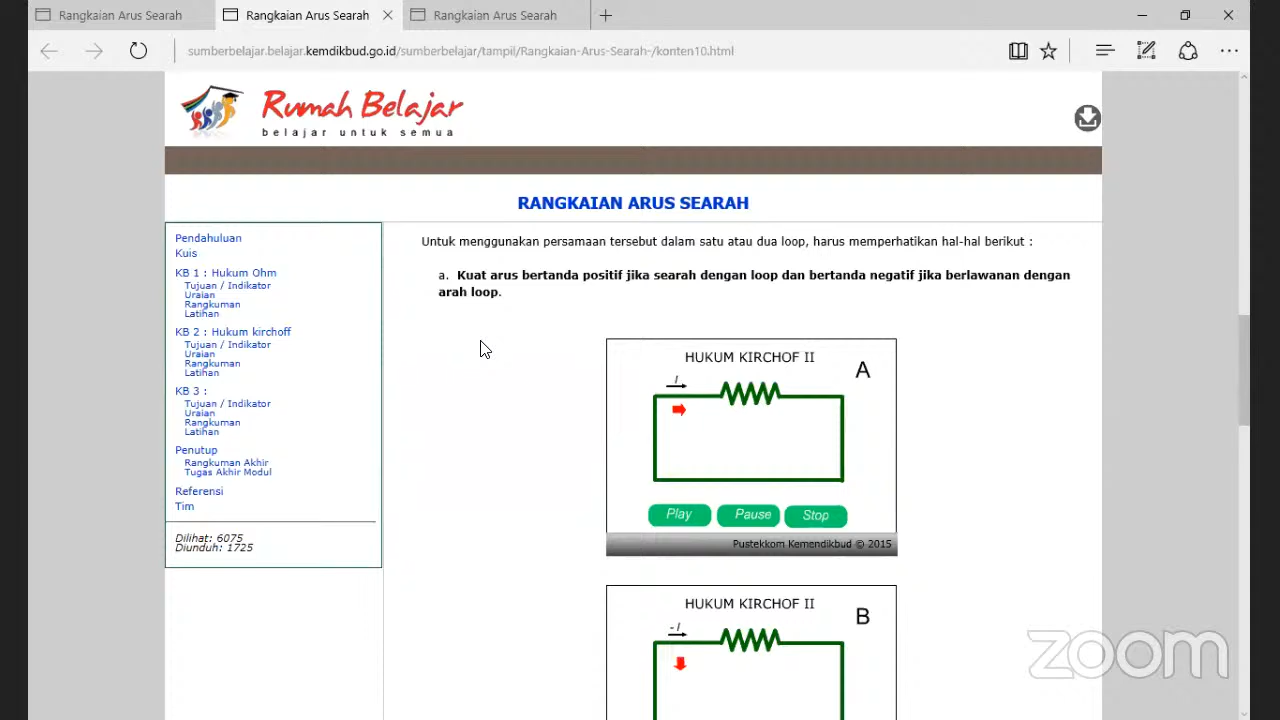 Rangkaian Arus Searah
Rangkaian Arus Searah
Rangkaian Arus Searah
sumberbelajar.belajar.kemdikbud.go.id/sumberbelajar/tampil/Rangkaian-Arus-Searah-/konten10.html
Rumah Belajar
belajar untuk semua
RANGKAIAN ARUS SEARAH
Pendahuluan
Kuis
KB 1 : Hukum Ohm
Tujuan / Indikator
Uraian
Rangkuman
Latihan
KB 2 : Hukum kirchoff
Tujuan / Indikator
Uraian
Rangkuman
Latihan
KB 3 :
Tujuan / Indikator
Uraian
Rangkuman
Latihan
Penutup
Rangkuman Akhir
Tugas Akhir Modul
Referensi
Tim
Dilihat: 6075
Diunduh: 1725
Untuk menggunakan persamaan tersebut dalam satu atau dua loop, harus memperhatikan hal-hal berikut :
a. Kuat arus bertanda positif jika searah dengan loop dan bertanda negatif jika berlawanan dengan
arah loop.
HUKUM KIRCHOF II
A
I
Play Pause Stop
Pustekkom Kemendikbud © 2015
HUKUM KIRCHOF II
B
- I
zoom